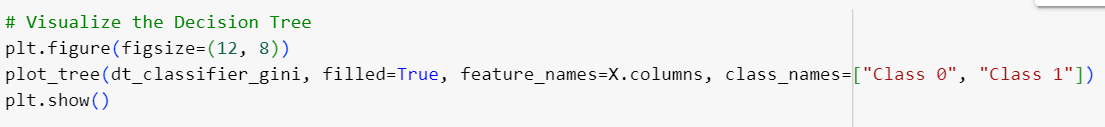 # Visualize the Decision Tree
plt.figure(figsize=(12, 8))
plot_tree(dt_classifier_gini, filled=True, feature_names=X.columns, class_names=["Class 0", "Class 1"])
plt.show()